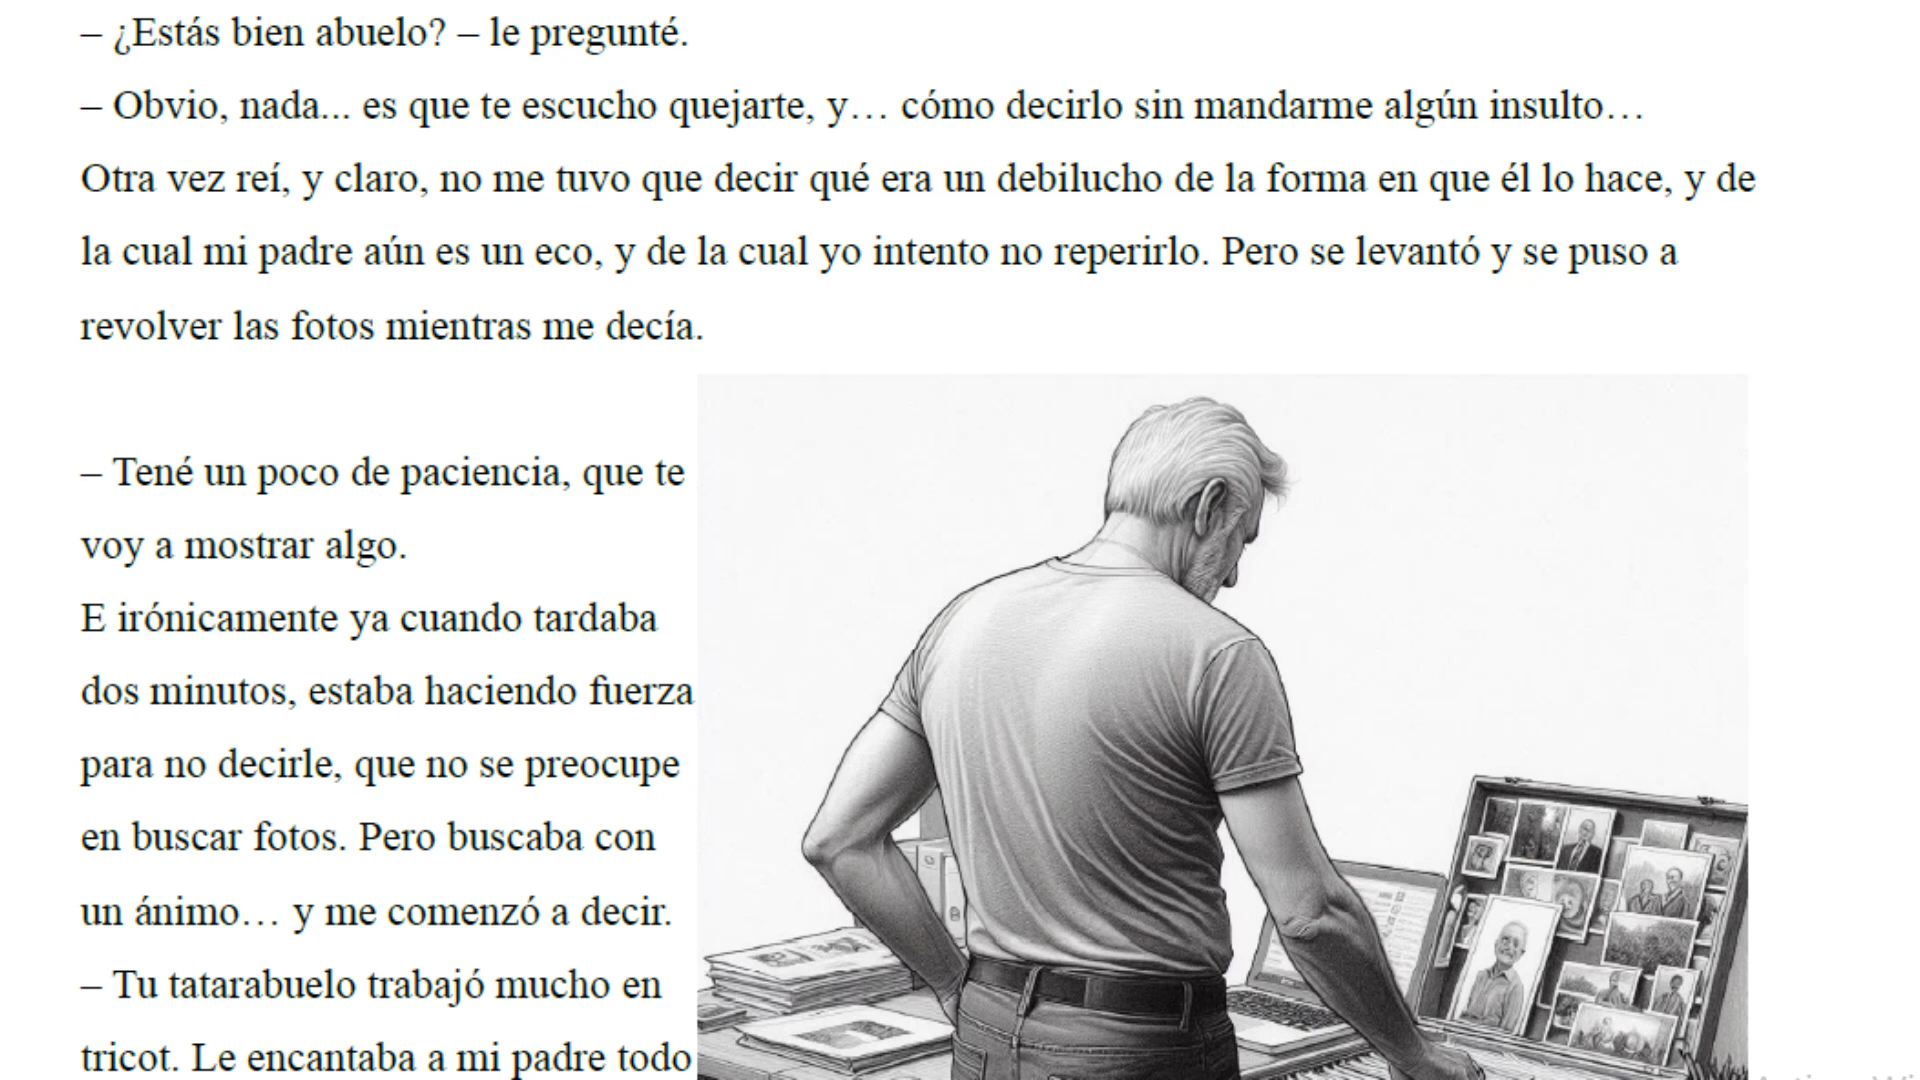 – ¿Estás bien abuelo? – le pregunté.
– Obvio, nada... es que te escucho quejarte, y… cómo decirlo sin mandarme algún insulto…
Otra vez reí, y claro, no me tuvo que decir qué era un debilucho de la forma en que él lo hace, y de
la cual mi padre aún es un eco, y de la cual yo intento no reperirlo. Pero se levantó y se puso a
revolver las fotos mientras me decía.
– Tené un poco de paciencia, que te
voy a mostrar algo.
E irónicamente ya cuando tardaba
dos minutos, estaba haciendo fuerza
para no decirle, que no se preocupe
en buscar fotos. Pero buscaba con
un ánimo… y me comenzó a decir.
– Tu tatarabuelo trabajó mucho en
tricot. Le encantaba a mi padre todo